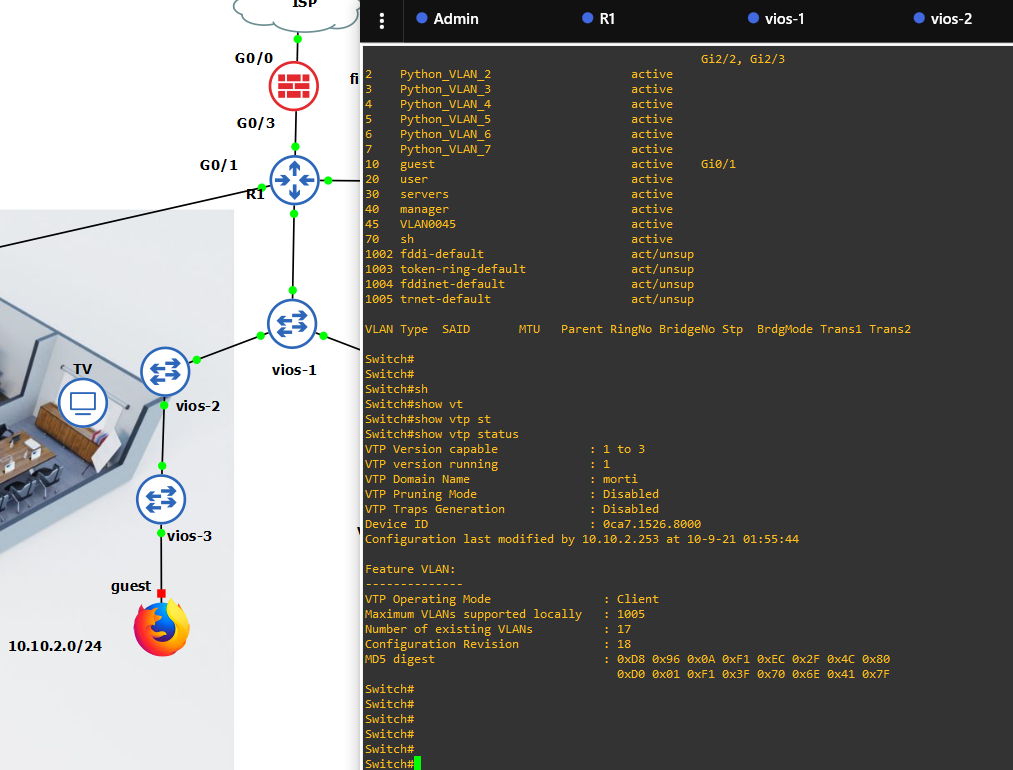 ISP
G0/0
fi
G0/3
G0/1
R1
vios-1
TV
vios-2
vios-3
guest
10.10.2.0/24
Admin R1 vios-1 vios-2
Gi2/2, Gi2/3
2 Python_VLAN_2 active
3 Python_VLAN_3 active
4 Python_VLAN_4 active
5 Python_VLAN_5 active
6 Python_VLAN_6 active
7 Python_VLAN_7 active
10 guest active Gi0/1
20 user active
30 servers active
40 manager active
45 VLAN0045 active
70 sh active
1002 fddi-default act/unsup
1003 token-ring-default act/unsup
1004 fddinet-default act/unsup
1005 trnet-default act/unsup
VLAN Type SAID MTU Parent RingNo BridgeNo Stp BrdgMode Trans1 Trans2
Switch#
Switch#
Switch#sh
Switch#show vt
Switch#show vtp st
Switch#show vtp status
VTP Version capable : 1 to 3
VTP version running : 1
VTP Domain Name : morti
VTP Pruning Mode : Disabled
VTP Traps Generation : Disabled
Device ID : 0ca7.1526.8000
Configuration last modified by 10.10.2.253 at 10-9-21 01:55:44
Feature VLAN:
--------------
VTP Operating Mode : Client
Maximum VLANs supported locally : 1005
Number of existing VLANs : 17
Configuration Revision : 18
MD5 digest : 0xD8 0x96 0x0A 0xF1 0xEC 0x2F 0x4C 0x80
0xD0 0x01 0xF1 0x3F 0x70 0x6E 0x41 0x7F
Switch#
Switch#
Switch#
Switch#
Switch#
Switch#